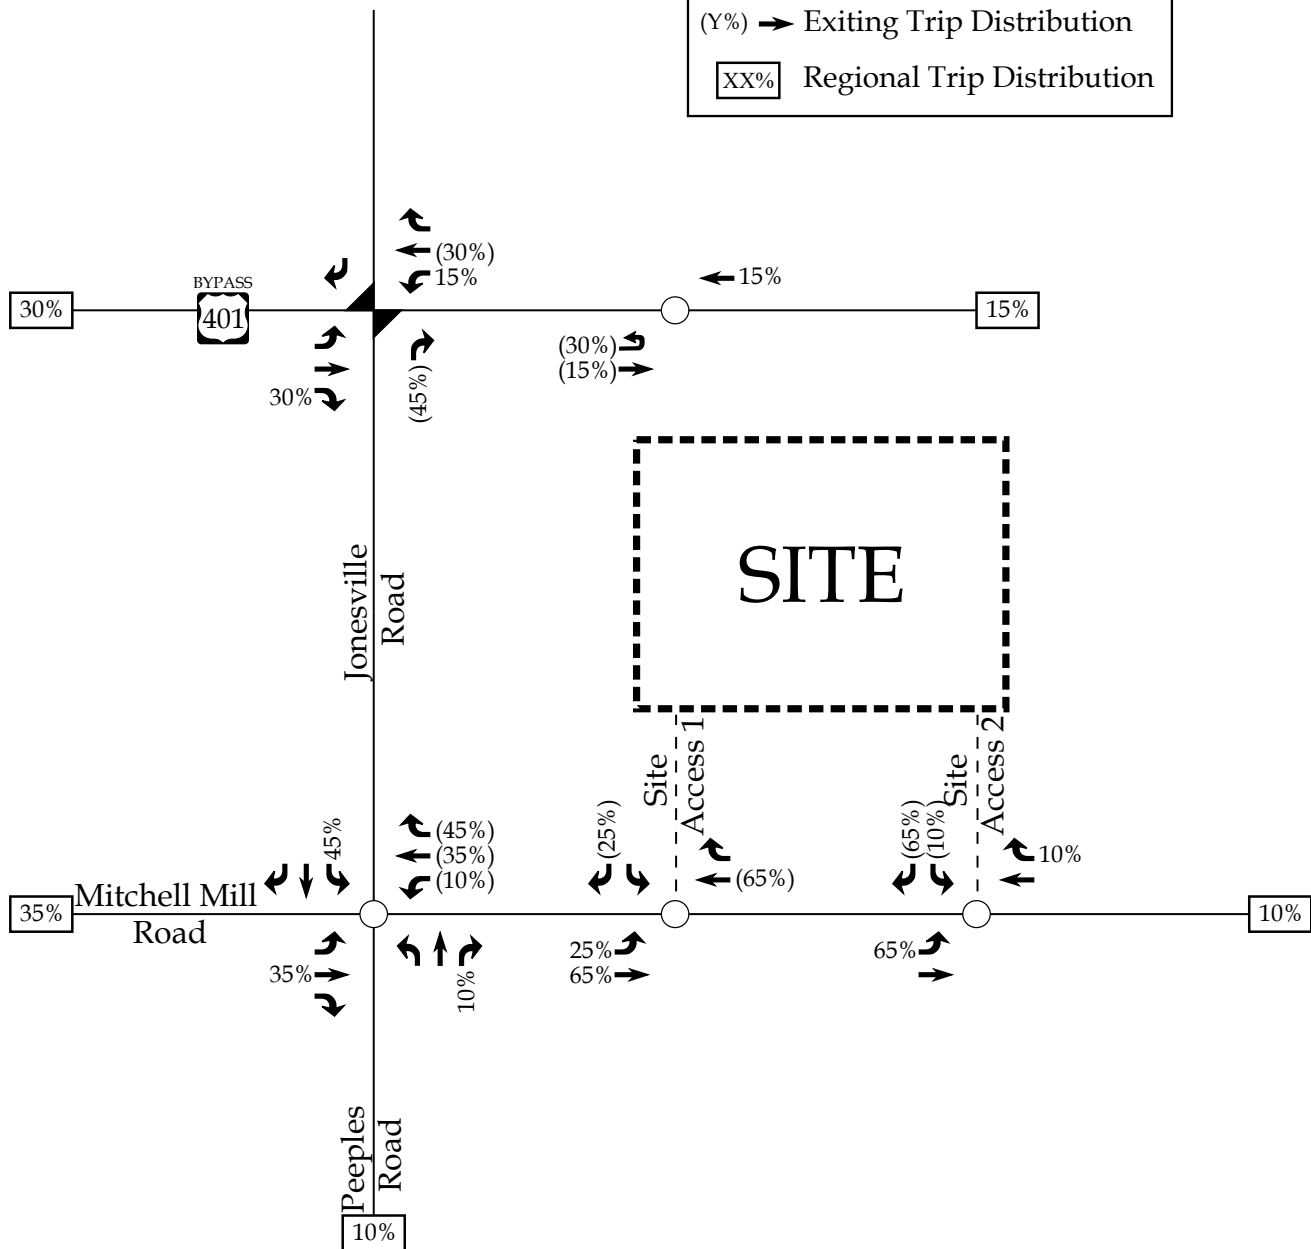 (Y%) Exiting Trip Distribution
XX% Regional Trip Distribution
(30%)
15%
15%
BYPASS
401
30%
15%
(30%)
(15%)
30%
(45%)
SITE
Jonesville
Road
Site
Access 1
Site
Access 2
45%
(45%)
(35%)
(10%)
(25%)
(65%)
(65%)
(10%)
10%
Mitchell Mill
Road
35%
10%
35%
10%
25%
65%
65%
Peeples
Road
10%